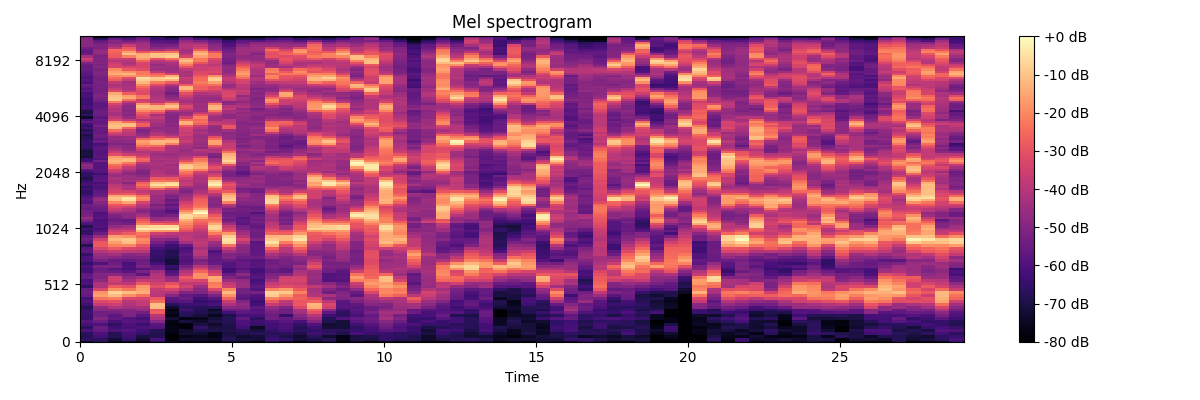 Mel spectrogram
8192
4096
2048
1024
512
0
Hz
0 5 10 15 20 25
Time
+0 dB
-10 dB
-20 dB
-30 dB
-40 dB
-50 dB
-60 dB
-70 dB
-80 dB